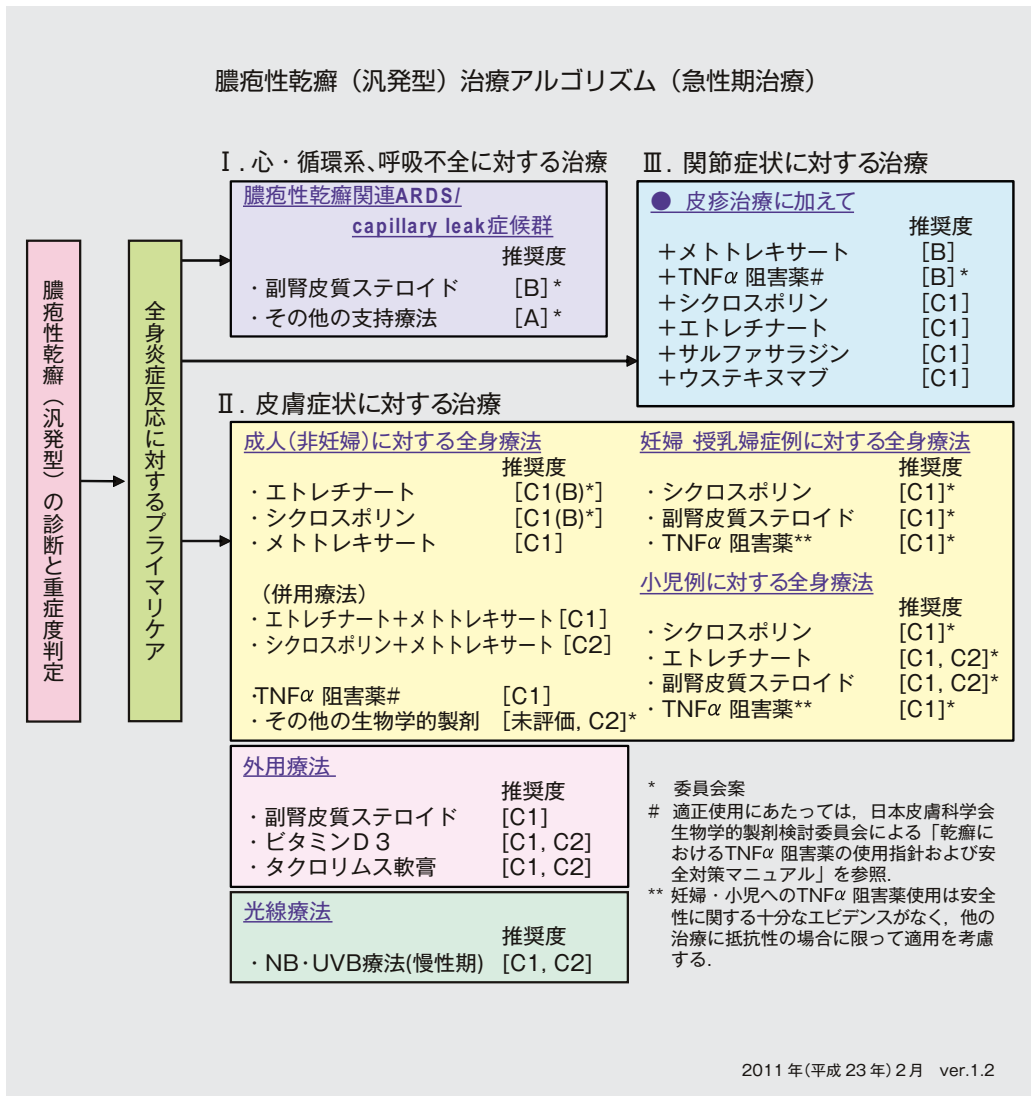 膿疱性乾癬（汎発型）治療アルゴリズム（急性期治療）
膿疱性乾癬（汎発型）の診断と重症度判定
全身炎症反応に対するプライマリケア
Ⅰ. 心・循環系、呼吸不全に対する治療
膿疱性乾癬関連ARDS/
capillary leak症候群
推奨度
・副腎皮質ステロイド [B]*
・その他の支持療法 [A]*
Ⅲ. 関節症状に対する治療
● 皮疹治療に加えて
推奨度
＋メトトレキサート [B]
＋TNFα 阻害薬# [B]*
＋シクロスポリン [C1]
＋エトレチナート [C1]
＋サルファサラジン [C1]
＋ウステキヌマブ [C1]
Ⅱ. 皮膚症状に対する治療
成人(非妊婦)に対する全身療法
推奨度
・エトレチナート [C1(B)*]
・シクロスポリン [C1(B)*]
・メトトレキサート [C1]
（併用療法）
・エトレチナート＋メトトレキサート [C1]
・シクロスポリン＋メトトレキサート [C2]
・TNFα 阻害薬# [C1]
・その他の生物学的製剤 [未評価, C2]*
妊婦・授乳婦症例に対する全身療法
推奨度
・シクロスポリン [C1]*
・副腎皮質ステロイド [C1]*
・TNFα 阻害薬** [C1]*
小児例に対する全身療法
推奨度
・シクロスポリン [C1]*
・エトレチナート [C1, C2]*
・副腎皮質ステロイド [C1, C2]*
・TNFα 阻害薬** [C1]*
外用療法
推奨度
・副腎皮質ステロイド [C1]
・ビタミンD３ [C1, C2]
・タクロリムス軟膏 [C1, C2]
光線療法
推奨度
・NB・UVB療法(慢性期) [C1, C2]
* 委員会案
# 適正使用にあたっては，日本皮膚科学会
生物学的製剤検討委員会による「乾癬に
おけるTNFα 阻害薬の使用指針および安
全対策マニュアル」を参照.
** 妊婦・小児へのTNFα 阻害薬使用は安全
性に関する十分なエビデンスがなく，他の
治療に抵抗性の場合に限って適用を考慮
する.
2011 年(平成 23 年) 2 月 ver.1.2